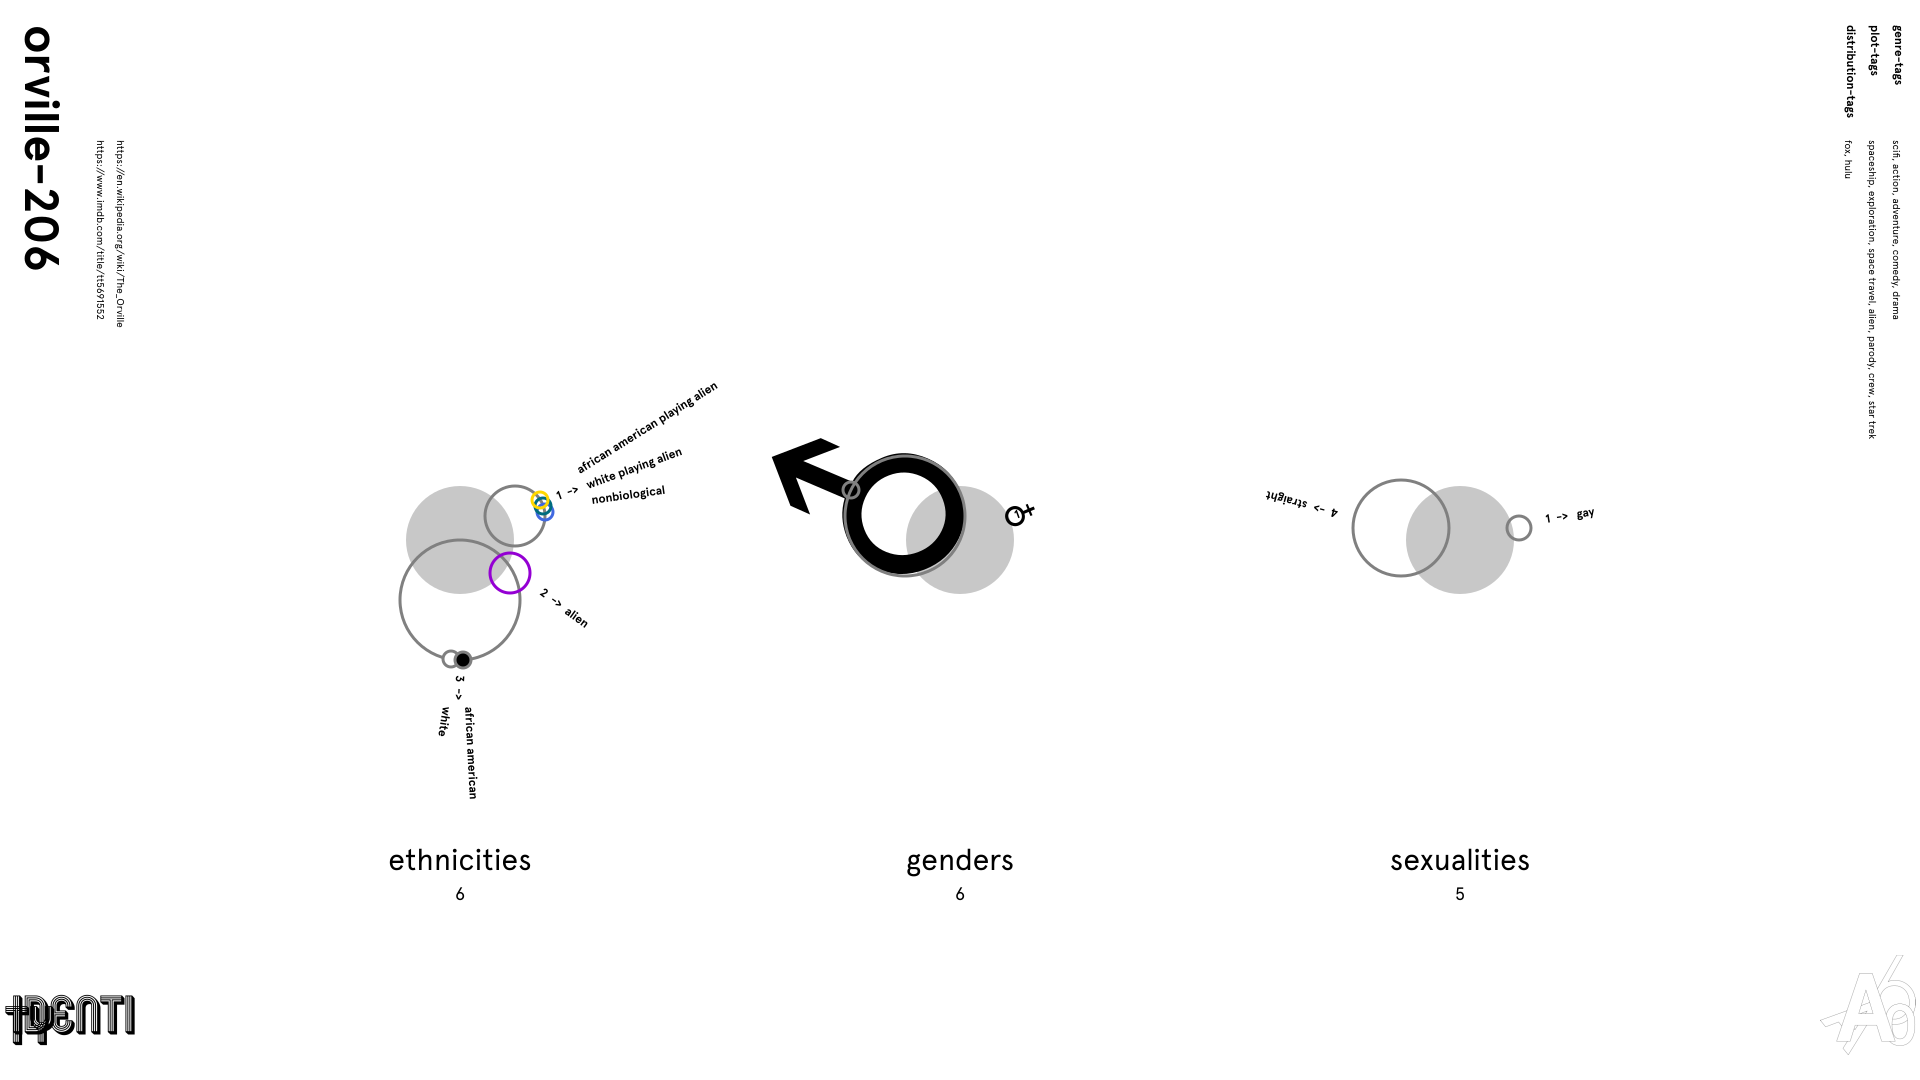 orville-206
https://en.wikipedia.org/wiki/The_Orville
https://www.imdb.com/title/tt5691552
genre-tags
scifi, action, adventure, comedy, drama
plot-tags
spaceship, exploration, space travel, alien, parody, crew, star trek
distribution-tags
fox, hulu
1 ->
african american playing alien
white playing alien
nonbiological
2 -> alien
3 ->
african american
white
ethnicities
6
1
genders
6
4 -> straight
1 -> gay
sexualities
5
IDENTI